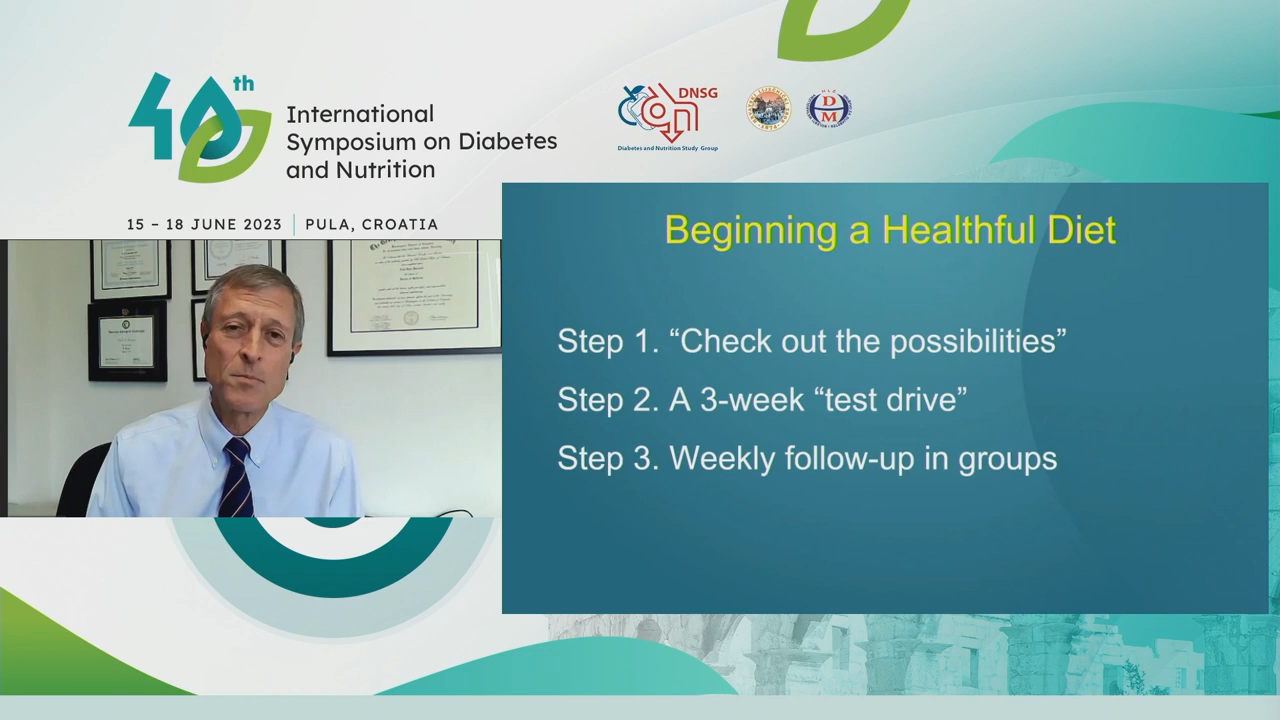 40th
International
Symposium on Diabetes
and Nutrition
15 – 18 JUNE 2023 | PULA, CROATIA
DNSG
Diabetes and Nutrition Study Group
D
M
Beginning a Healthful Diet
Step 1. “Check out the possibilities”
Step 2. A 3-week “test drive”
Step 3. Weekly follow-up in groups